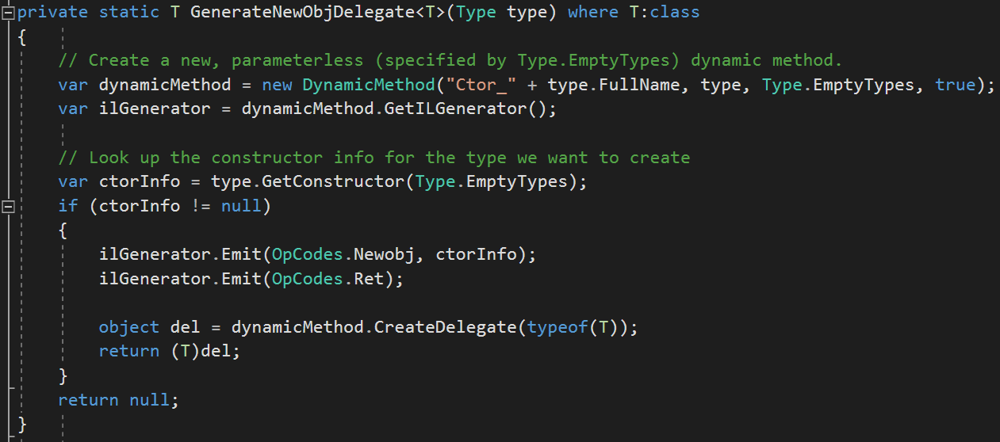 private static T GenerateNewObjDelegate<T>(Type type) where T:class
{
    // Create a new, parameterless (specified by Type.EmptyTypes) dynamic method.
    var dynamicMethod = new DynamicMethod("Ctor_" + type.FullName, type, Type.EmptyTypes, true);
    var ilGenerator = dynamicMethod.GetILGenerator();

    // Look up the constructor info for the type we want to create
    var ctorInfo = type.GetConstructor(Type.EmptyTypes);
    if (ctorInfo != null)
    {
        ilGenerator.Emit(OpCodes.Newobj, ctorInfo);
        ilGenerator.Emit(OpCodes.Ret);

        object del = dynamicMethod.CreateDelegate(typeof(T));
        return (T)del;
    }
    return null;
}